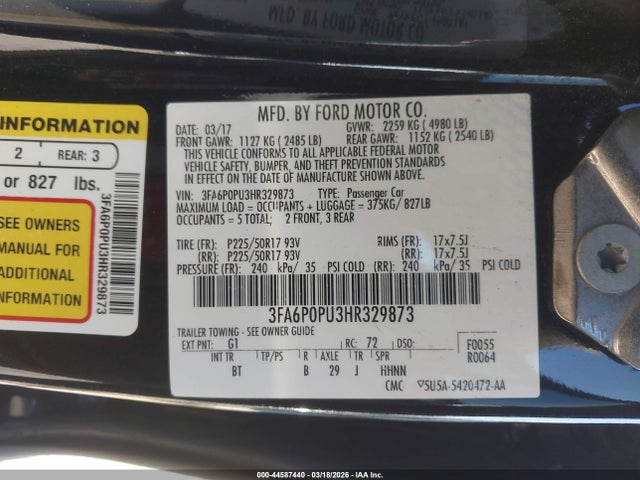 MFD. BY FORD MOTOR CO.
INFORMATION
2 REAR: 3
or 827 lbs.
3FA6P0PU3HR329873
SEE OWNERS
MANUAL FOR
ADDITIONAL
INFORMATION
MFD. BY FORD MOTOR CO.
DATE: 03/17 GVWR: 2259 KG ( 4980 LB)
FRONT GAWR: 1127 KG ( 2485 LB) REAR GAWR: 1152 KG ( 2540 LB)
THIS VEHICLE CONFORMS TO ALL APPLICABLE FEDERAL MOTOR
VEHICLE SAFETY, BUMPER, AND THEFT PREVENTION STANDARDS IN
EFFECT ON THE DATE OF MANUFACTURE SHOWN ABOVE.
VIN: 3FA6P0PU3HR329873 TYPE: Passenger Car
MAXIMUM LOAD = OCCUPANTS + LUGGAGE = 375KG/ 827LB
OCCUPANTS = 5 TOTAL: 2 FRONT, 3 REAR
TIRE (FR): P225/50R17 93V RIMS (FR): 17x7.5J
(RR): P225/50R17 93V (RR): 17x7.5J
PRESSURE (FR): 240 kPa/ 35 PSI COLD (RR): 240 kPa/ 35 PSI COLD
3FA6P0PU3HR329873
TRAILER TOWING - SEE OWNER GUIDE
EXT PNT: G1 RC: 72 DSO: F0055
INT TR TP/PS R AXLE TR SPR R0064
BT B 29 J HHNN
CMC 5U5A-5420472-AA
000-44587440 - 03/18/2026 - IAA Inc.